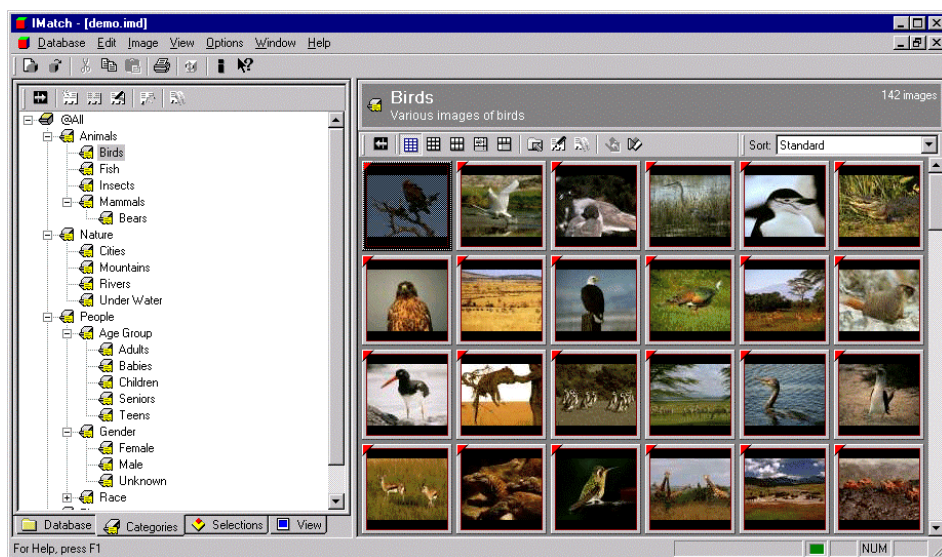 IMatch - [demo.imd]
Database Edit Image View Options Window Help
Birds
Various images of birds
142 images
Sort: Standard
@All
Animals
Birds
Fish
Insects
Mammals
Bears
Nature
Cities
Mountains
Rivers
Under Water
People
Age Group
Adults
Babies
Children
Seniors
Teens
Gender
Female
Male
Unknown
Race
Database Categories Selections View
For Help, press F1
NUM